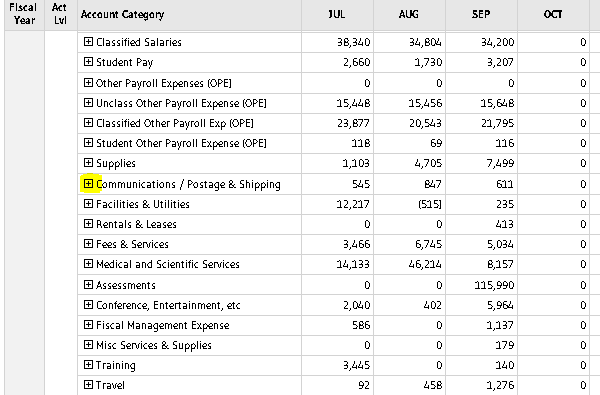 Fiscal Year Act Lvl Account Category JUL AUG SEP OCT
Classified Salaries 38,340 34,804 34,200 0
Student Pay 2,660 1,730 3,207 0
Other Payroll Expenses (OPE) 0 0 0 0
Unclass Other Payroll Expense (OPE) 15,448 15,456 15,648 0
Classified Other Payroll Exp (OPE) 23,877 20,543 21,795 0
Student Other Payroll Expense (OPE) 118 69 116 0
Supplies 1,103 4,705 7,499 0
Communications / Postage & Shipping 545 847 611 0
Facilities & Utilities 12,217 (515) 235 0
Rentals & Leases 0 0 413 0
Fees & Services 3,466 6,745 5,034 0
Medical and Scientific Services 14,133 46,214 8,157 0
Assessments 0 0 115,990 0
Conference, Entertainment, etc 2,040 402 5,964 0
Fiscal Management Expense 586 0 1,137 0
Misc Services & Supplies 0 0 179 0
Training 3,445 0 140 0
Travel 92 458 1,276 0